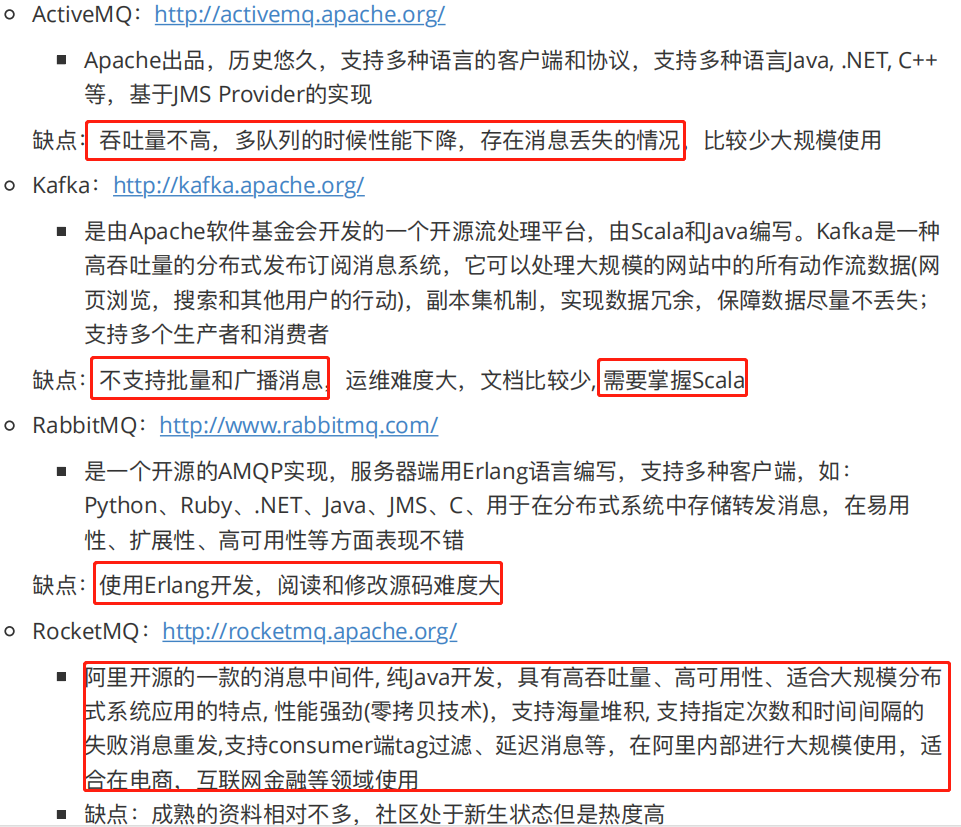 ActiveMQ：http://activemq.apache.org/
Apache出品，历史悠久，支持多种语言的客户端和协议，支持多种语言Java, .NET, C++
等，基于JMS Provider的实现
缺点：吞吐量不高，多队列的时候性能下降，存在消息丢失的情况，比较少大规模使用
Kafka：http://kafka.apache.org/
是由Apache软件基金会开发的一个开源流处理平台，由Scala和Java编写。Kafka是一种
高吞吐量的分布式发布订阅消息系统，它可以处理大规模的网站中的所有动作流数据(网
页浏览，搜索和其他用户的行动)，副本集机制，实现数据冗余，保障数据尽量不丢失；
支持多个生产者和消费者
缺点：不支持批量和广播消息，运维难度大，文档比较少,需要掌握Scala
RabbitMQ：http://www.rabbitmq.com/
是一个开源的AMQP实现，服务器端用Erlang语言编写，支持多种客户端，如：
Python、Ruby、.NET、Java、JMS、C、用于在分布式系统中存储转发消息，在易用
性、扩展性、高可用性等方面表现不错
缺点：使用Erlang开发，阅读和修改源码难度大
RocketMQ：http://rocketmq.apache.org/
阿里开源的一款的消息中间件, 纯Java开发，具有高吞吐量、高可用性、适合大规模分布
式系统应用的特点, 性能强劲(零拷贝技术)，支持海量堆积, 支持指定次数和时间间隔的
失败消息重发,支持consumer端tag过滤、延迟消息等，在阿里内部进行大规模使用，适
合在电商，互联网金融等领域使用
缺点：成熟的资料相对不多，社区处于新生状态但是热度高